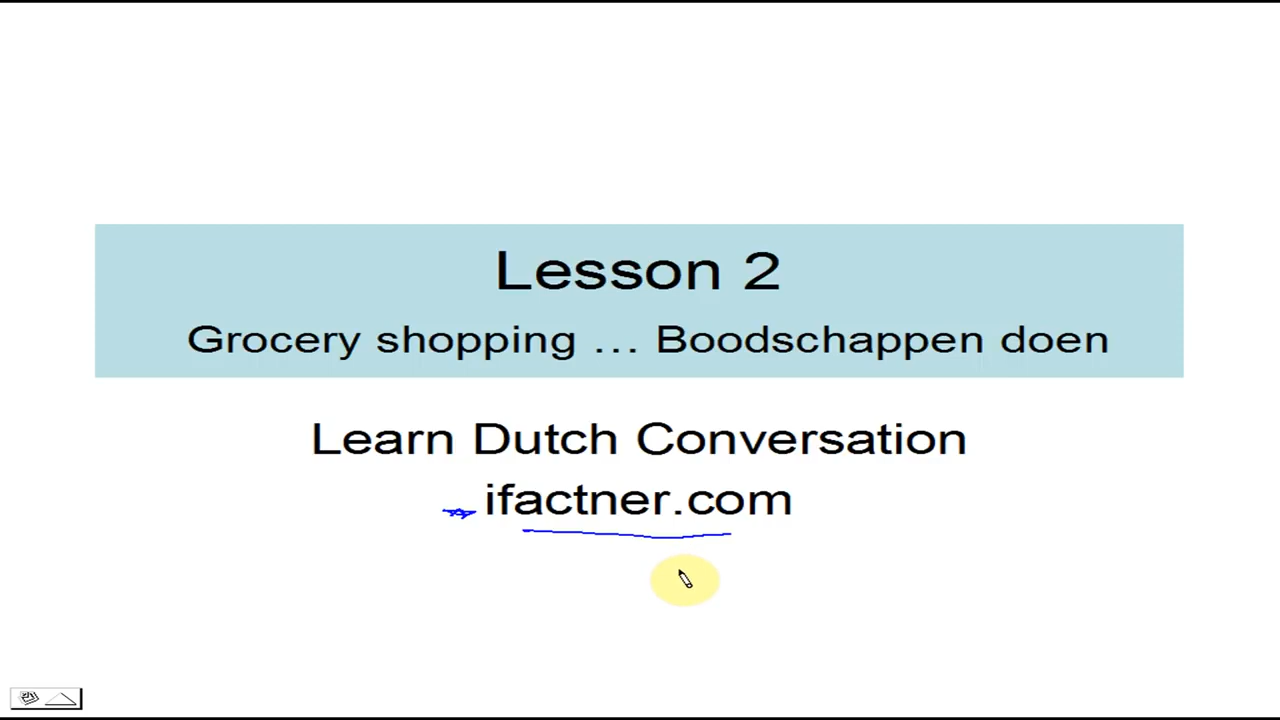 Lesson 2
Grocery shopping ... Boodschappen doen
Learn Dutch Conversation
ifactner.com